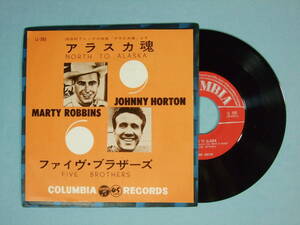 アラスカ魂
NORTH TO ALASKA
MARTY ROBBINS
JOHNNY HORTON
ファイヴ・ブラザーズ
FIVE BROTHERS
COLUMBIA RECORDS
COLUMBIA